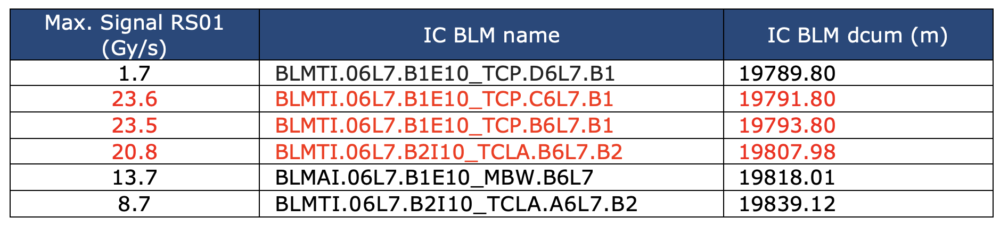 Max. Signal RS01
(Gy/s)
IC BLM name
IC BLM dcum (m)
1.7 BLMTI.06L7.B1E10_TCP.D6L7.B1 19789.80
23.6 BLMTI.06L7.B1E10_TCP.C6L7.B1 19791.80
23.5 BLMTI.06L7.B1E10_TCP.B6L7.B1 19793.80
20.8 BLMTI.06L7.B2I10_TCLA.B6L7.B2 19807.98
13.7 BLMAI.06L7.B1E10_MBW.B6L7 19818.01
8.7 BLMTI.06L7.B2I10_TCLA.A6L7.B2 19839.12